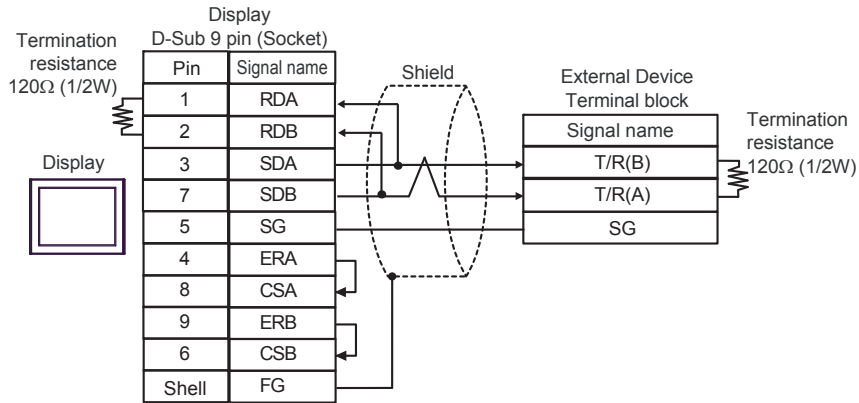 Display
D-Sub 9 pin (Socket)
Termination
resistance
120Ω (1/2W)
Pin Signal name
1 RDA
2 RDB
3 SDA
7 SDB
5 SG
4 ERA
8 CSA
9 ERB
6 CSB
Shell FG
Display
Shield
External Device
Terminal block
Signal name
T/R(B)
T/R(A)
SG
Termination
resistance
120Ω (1/2W)